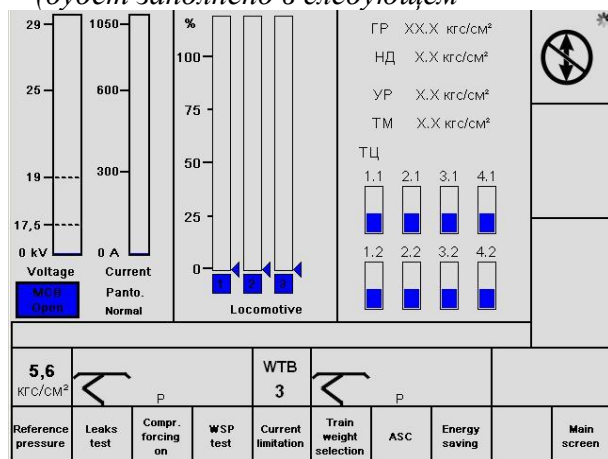 (будет заполнено в следующем
29
25
19
17,5
0 kV
Voltage
MCB
Open
1050
600
300
0 A
Current
Panto.
Normal
%
100
75
50
25
0
1 2 3
Locomotive
ГР XX.X кгс/см²
НД X.X кгс/см²
УР X.X кгс/см²
ТМ X.X кгс/см²
ТЦ
1.1 2.1 3.1 4.1
1.2 2.2 3.2 4.2
5,6
кгс/см²
P
WTB
3
P
Reference
pressure
Leaks
test
Compr.
forcing
on
WSP
test
Current
limitation
Train
weight
selection
ASC
Energy
saving
Main
screen